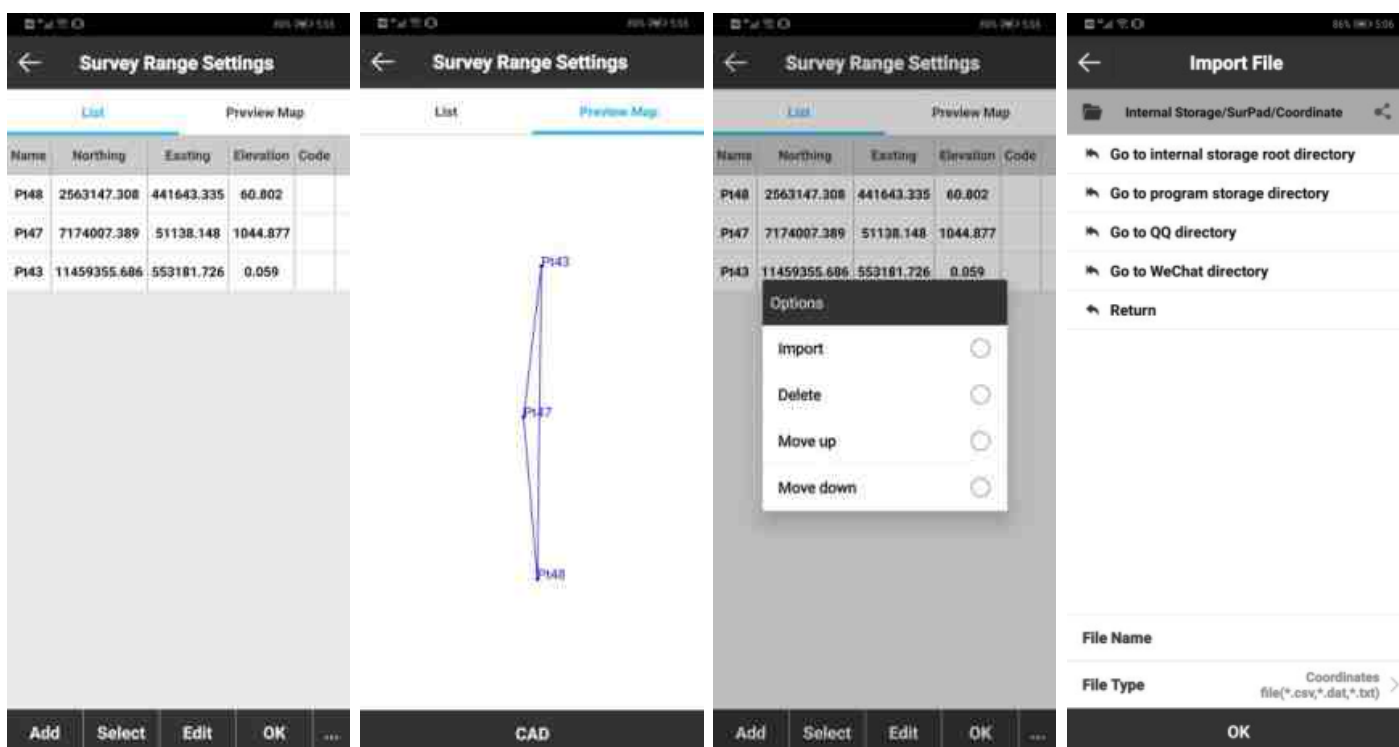 Survey Range Settings
List Preview Map
Name Northing Easting Elevation Code
Pt48 2563147.308 441643.335 60.802
Pt47 7174007.389 51138.148 1044.877
Pt43 11459355.686 553181.726 0.059
Add Select Edit OK ...
Survey Range Settings
List Preview Map
Pt43
Pt47
Pt48
CAD
Survey Range Settings
List Preview Map
Name Northing Easting Elevation Code
Pt48 2563147.308 441643.335 60.802
Pt47 7174007.389 51138.148 1044.877
Pt43 11459355.686 553181.726 0.059
Options
Import
Delete
Move up
Move down
Add Select Edit OK ...
86% 5:06
Import File
Internal Storage/SurPad/Coordinate
Go to internal storage root directory
Go to program storage directory
Go to QQ directory
Go to WeChat directory
Return
File Name
File Type Coordinates
file(*.csv,*.dat,*.txt)
OK